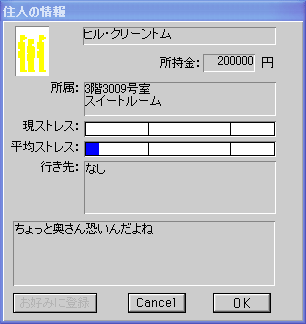 住人の情報
ヒル・クリーントム
所持金: 200000 円
所属: 3階3009号室
スイートルーム
現ストレス:
平均ストレス:
行き先: なし
ちょっと奥さん恐いんだよね
お好みに登録
Cancel
OK